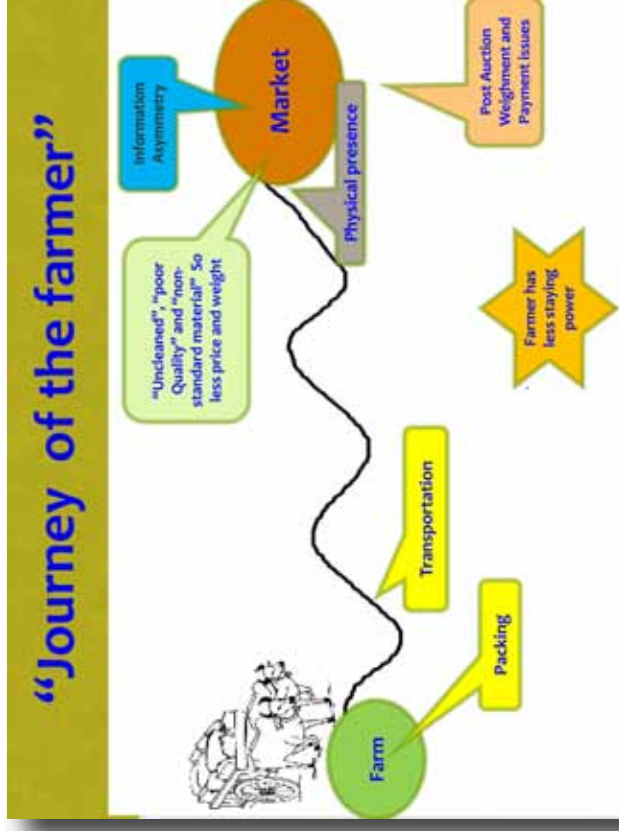 “Journey of the farmer”
Information
Asymmetry
“Uncleaned”, “poor
Quality” and “non-
standard material” So
less price and weight
Market
Physical presence
Post Auction
Weighment and
Payment Issues
Farmer has
less staying
power
Transportation
Packing
Farm